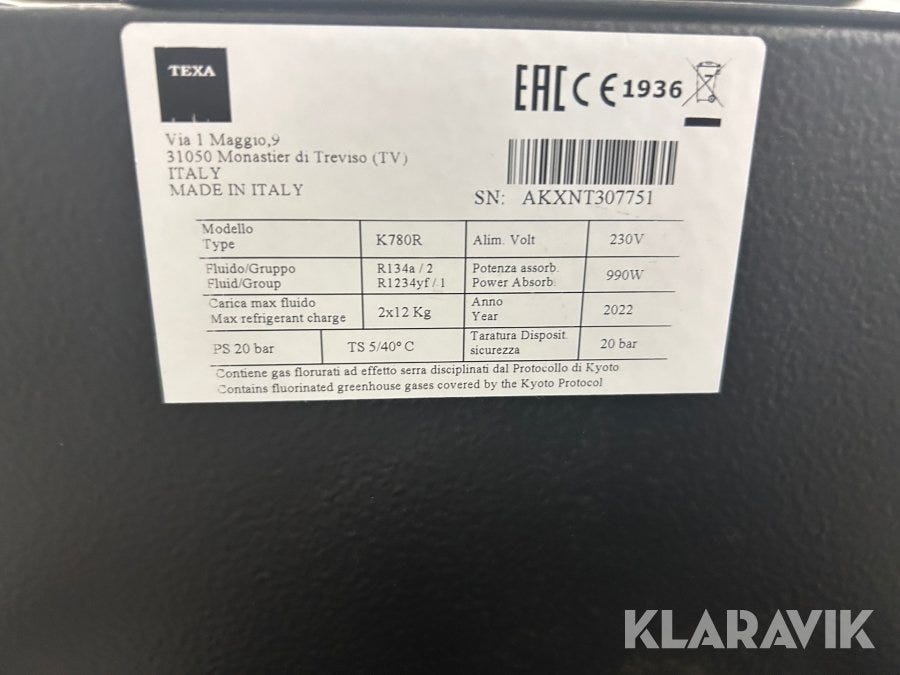 TEXA
EAC CE 1936
Via 1 Maggio,9
31050 Monastier di Treviso (TV)
ITALY
MADE IN ITALY
SN: AKXNT307751
Modello
Type
K780R
Alim. Volt
230V
Fluido/Gruppo
Fluid/Group
R134a / 2
R1234yf / 1
Potenza assorb.
Power Absorb.
990W
Carica max fluido
Max refrigerant charge
2x12 Kg
Anno
Year
2022
PS 20 bar
TS 5/40° C
Taratura Disposit.
sicurezza
20 bar
Contiene gas florurati ad effetto serra disciplinati dal Protocollo di Kyoto
Contains fluorinated greenhouse gases covered by the Kyoto Protocol
KLARAVIK